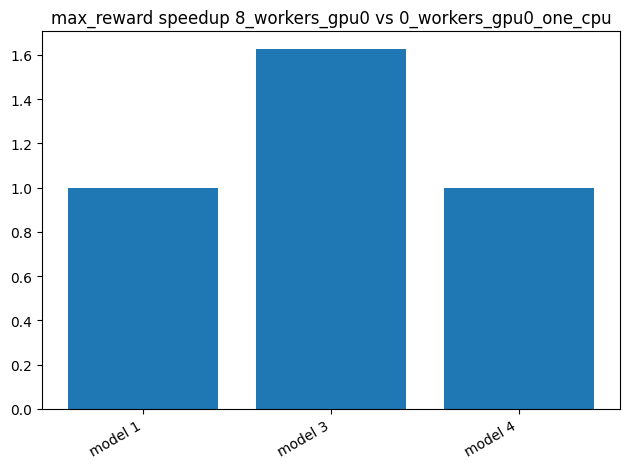 max_reward speedup 8_workers_gpu0 vs 0_workers_gpu0_one_cpu
1.6
1.4
1.2
1.0
0.8
0.6
0.4
0.2
0.0
model 1
model 3
model 4